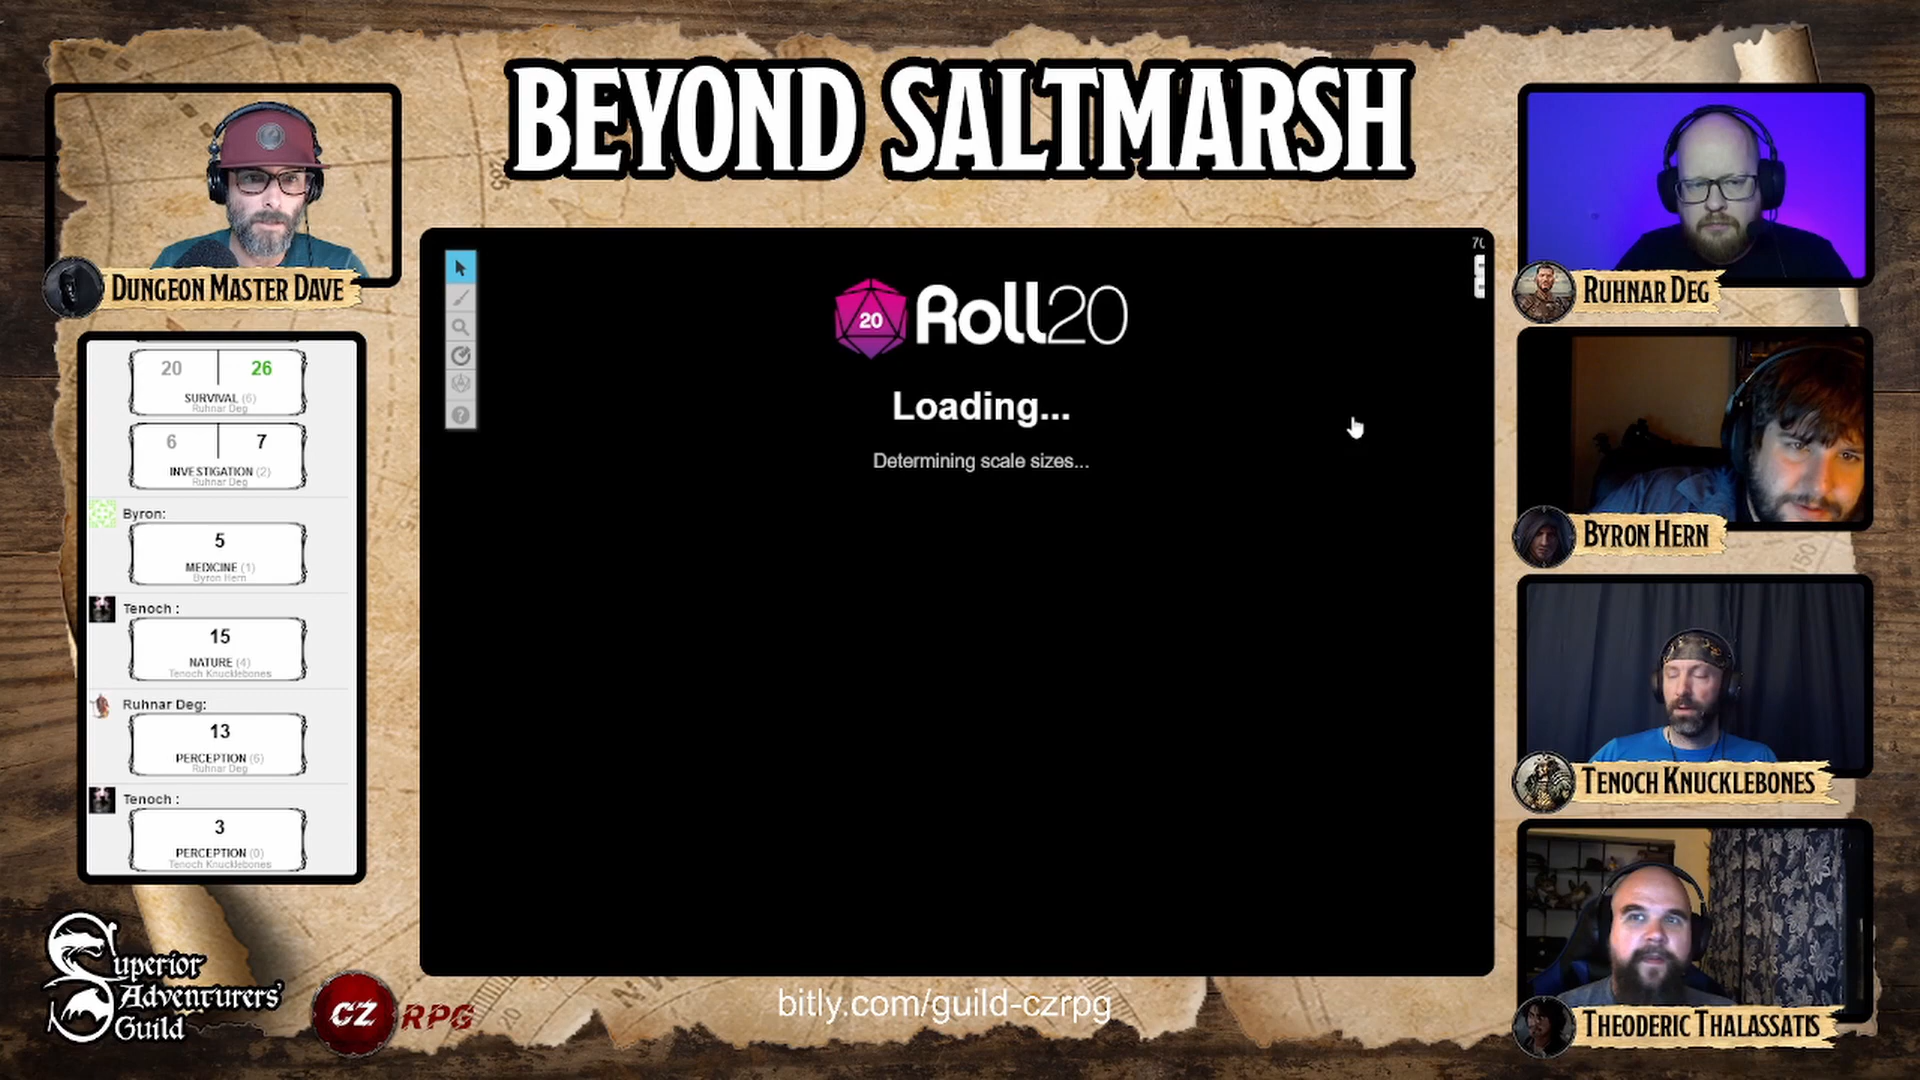 BEYOND SALTMARSH
DUNGEON MASTER DAVE
20 26
SURVIVAL (6)
Ruhnar Deg
6 7
INVESTIGATION (2)
Ruhnar Deg
Byron:
5
MEDICINE (1)
Byron Hern
Tenoch :
15
NATURE (4)
Tenoch Knucklebones
Ruhnar Deg:
13
PERCEPTION (6)
Ruhnar Deg
Tenoch :
3
PERCEPTION (0)
Tenoch Knucklebones
Superior
Adventurers'
Guild
CZ RPG
20 Roll20
Loading...
Determining scale sizes...
bitly.com/guild-czrpg
RUHNAR DEG
BYRON HERN
150
TENOCH KNUCKLEBONES
THEODERIC THALASSATIS